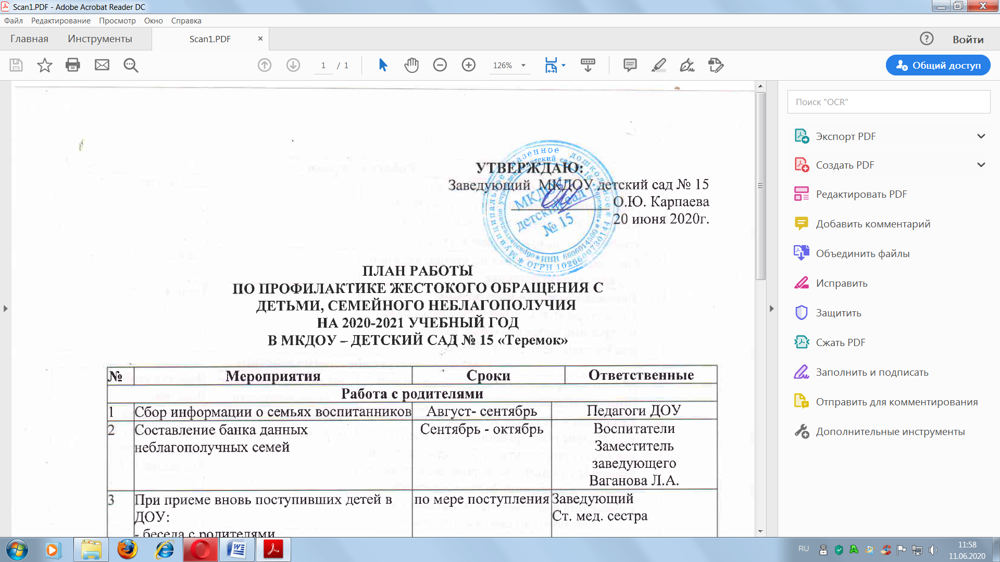 Scan1.PDF - Adobe Acrobat Reader DC
Файл Редактирование Просмотр Окно Справка
Главная Инструменты Scan1.PDF × Войти
1 / 1 126% Общий доступ
Поиск "OCR"
Экспорт PDF
Создать PDF
Редактировать PDF
Добавить комментарий
Объединить файлы
Исправить
Защитить
Сжать PDF
Заполнить и подписать
Отправить для комментирования
Дополнительные инструменты
УТВЕРЖДАЮ:
Заведующий МКДОУ детский сад № 15
О.Ю. Карпаева
20 июня 2020г.
МКДОУ
детский сад
№ 15
ПЛАН РАБОТЫ
ПО ПРОФИЛАКТИКЕ ЖЕСТОКОГО ОБРАЩЕНИЯ С
ДЕТЬМИ, СЕМЕЙНОГО НЕБЛАГОПОЛУЧИЯ
НА 2020-2021 УЧЕБНЫЙ ГОД
В МКДОУ – ДЕТСКИЙ САД № 15 «Теремок»
№ Мероприятия Сроки Ответственные
Работа с родителями
1 Сбор информации о семьях воспитанников Август- сентябрь Педагоги ДОУ
2 Составление банка данных Сентябрь - октябрь Воспитатели
неблагополучных семей Заместитель
заведующего
Ваганова Л.А.
3 При приеме вновь поступивших детей в по мере поступления Заведующий
ДОУ: Ст. мед. сестра
- беседа с родителями
RU 11:58
11.06.2020